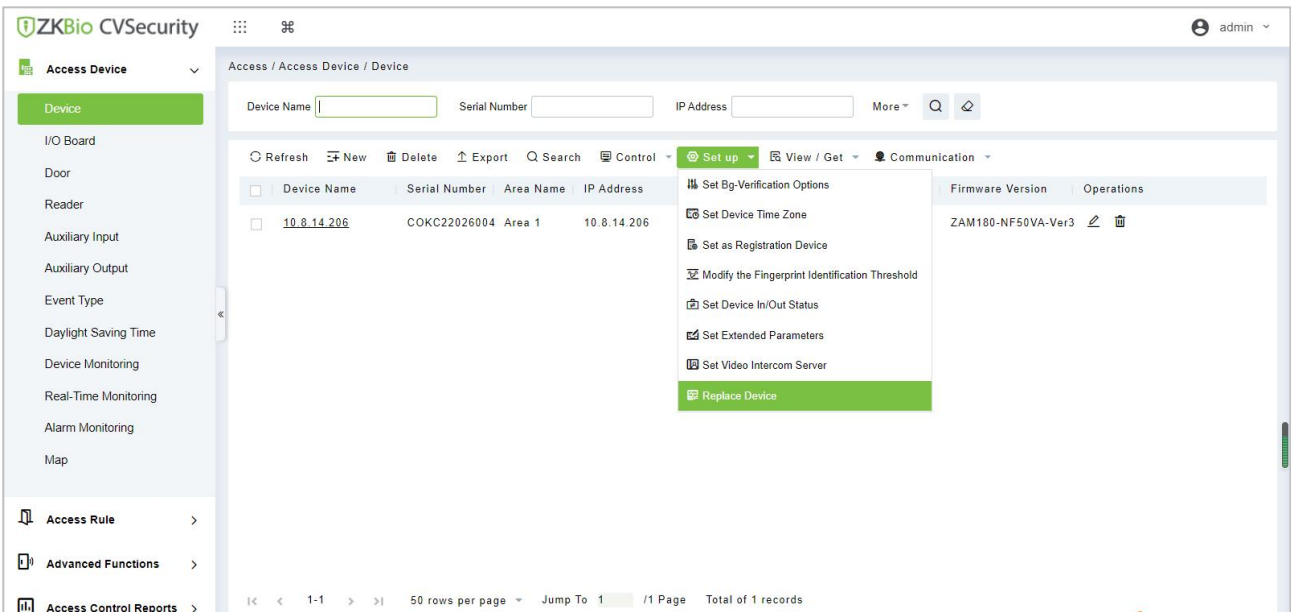 ZKBio CVSecurity
admin
Access Device
Access / Access Device / Device
Device
Device Name
Serial Number
IP Address
More
I/O Board
Refresh New Delete Export Search Control Set up View / Get Communication
Door
Set Bg-Verification Options
Device Name Serial Number Area Name IP Address Firmware Version Operations
Reader
Set Device Time Zone
10.8.14.206 COKC22026004 Area 1 10.8.14.206 ZAM180-NF50VA-Ver3
Auxiliary Input
Set as Registration Device
Auxiliary Output
Modify the Fingerprint Identification Threshold
Event Type
Set Device In/Out Status
Daylight Saving Time
Set Extended Parameters
Device Monitoring
Set Video Intercom Server
Real-Time Monitoring
Replace Device
Alarm Monitoring
Map
Access Rule
Advanced Functions
Access Control Reports
1-1 50 rows per page Jump To 1 /1 Page Total of 1 records